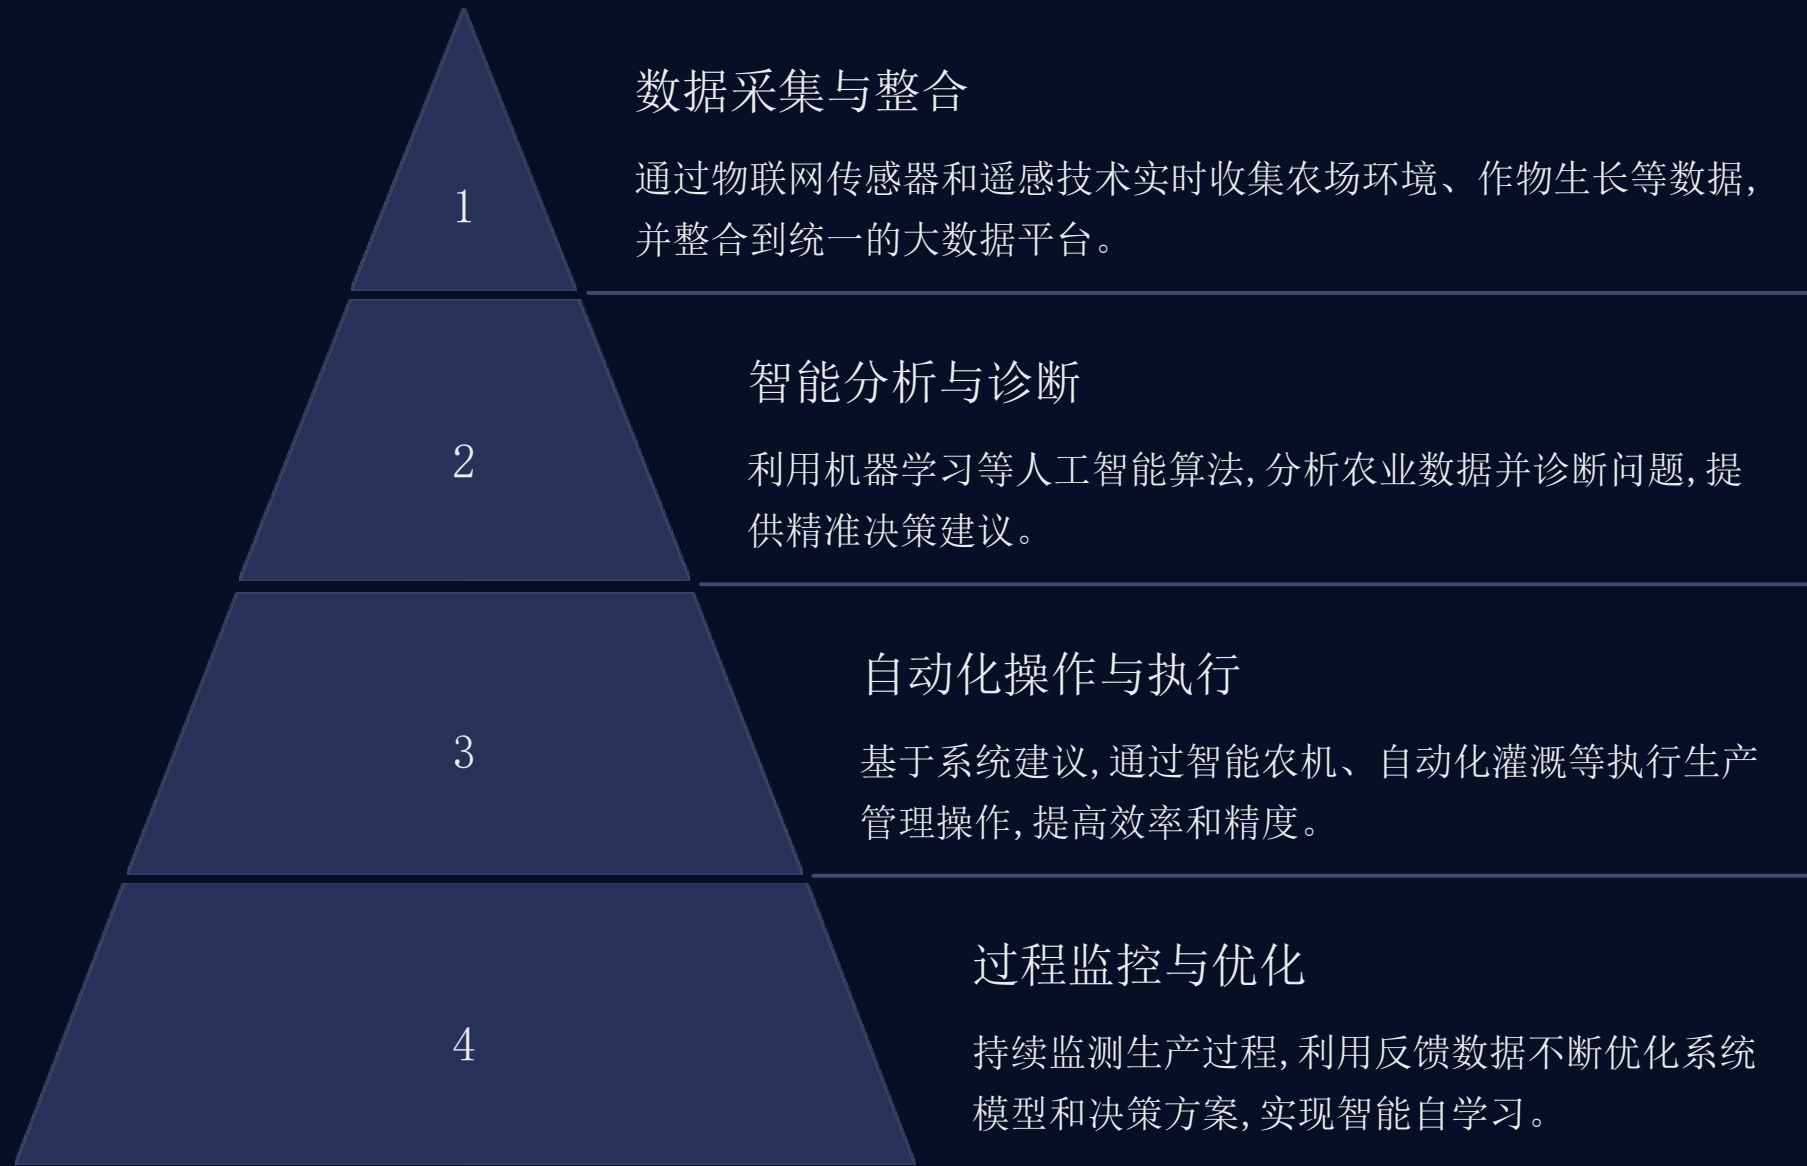 数据采集与整合
通过物联网传感器和遥感技术实时收集农场环境、作物生长等数据,
并整合到统一的大数据平台。
1
智能分析与诊断
利用机器学习等人工智能算法,分析农业数据并诊断问题,提
供精准决策建议。
2
自动化操作与执行
基于系统建议,通过智能农机、自动化灌溉等执行生产
管理操作,提高效率和精度。
3
过程监控与优化
持续监测生产过程,利用反馈数据不断优化系统
模型和决策方案,实现智能自学习。
4